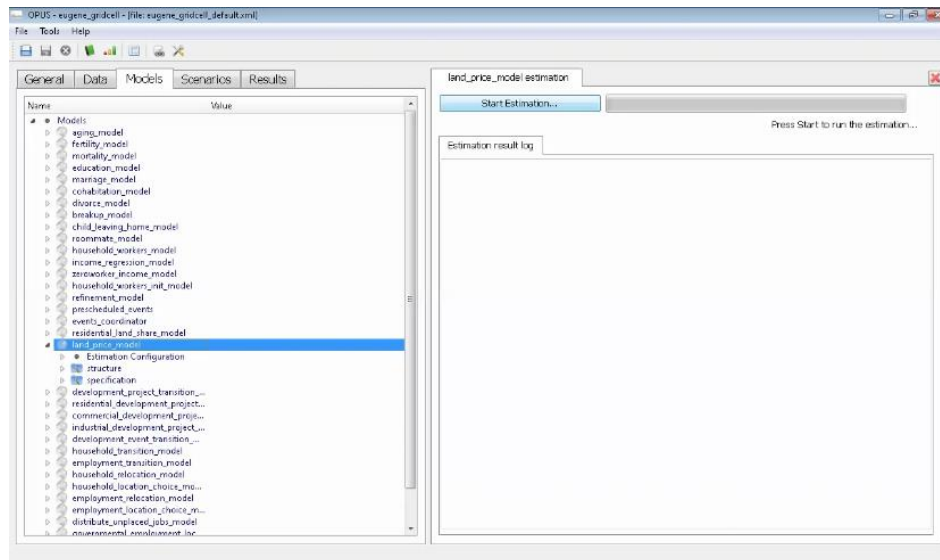 OPUS - eugene_gridcell - [file: eugene_gridcell_default.xml]
File Tools Help
General Data Models Scenarios Results
Name Value
Models
aging_model
fertility_model
mortality_model
education_model
marriage_model
cohabitation_model
divorce_model
breakup_model
child_leaving_home_model
roommate_model
household_workers_model
income_regression_model
zeroworker_income_model
household_workers_init_model
refinement_model
prescheduled_events
events_coordinator
residential_land_share_model
land_price_model
Estimation Configuration
structure
specification
development_project_transition_...
residential_development_project...
commercial_development_proje...
industrial_development_project_...
development_event_transition_...
household_transition_model
employment_transition_model
household_relocation_model
household_location_choice_mo...
employment_relocation_model
employment_location_choice_m...
distribute_unplaced_jobs_model
governmental_employment_loc...
land_price_model estimation
Start Estimation...
Press Start to run the estimation...
Estimation result log